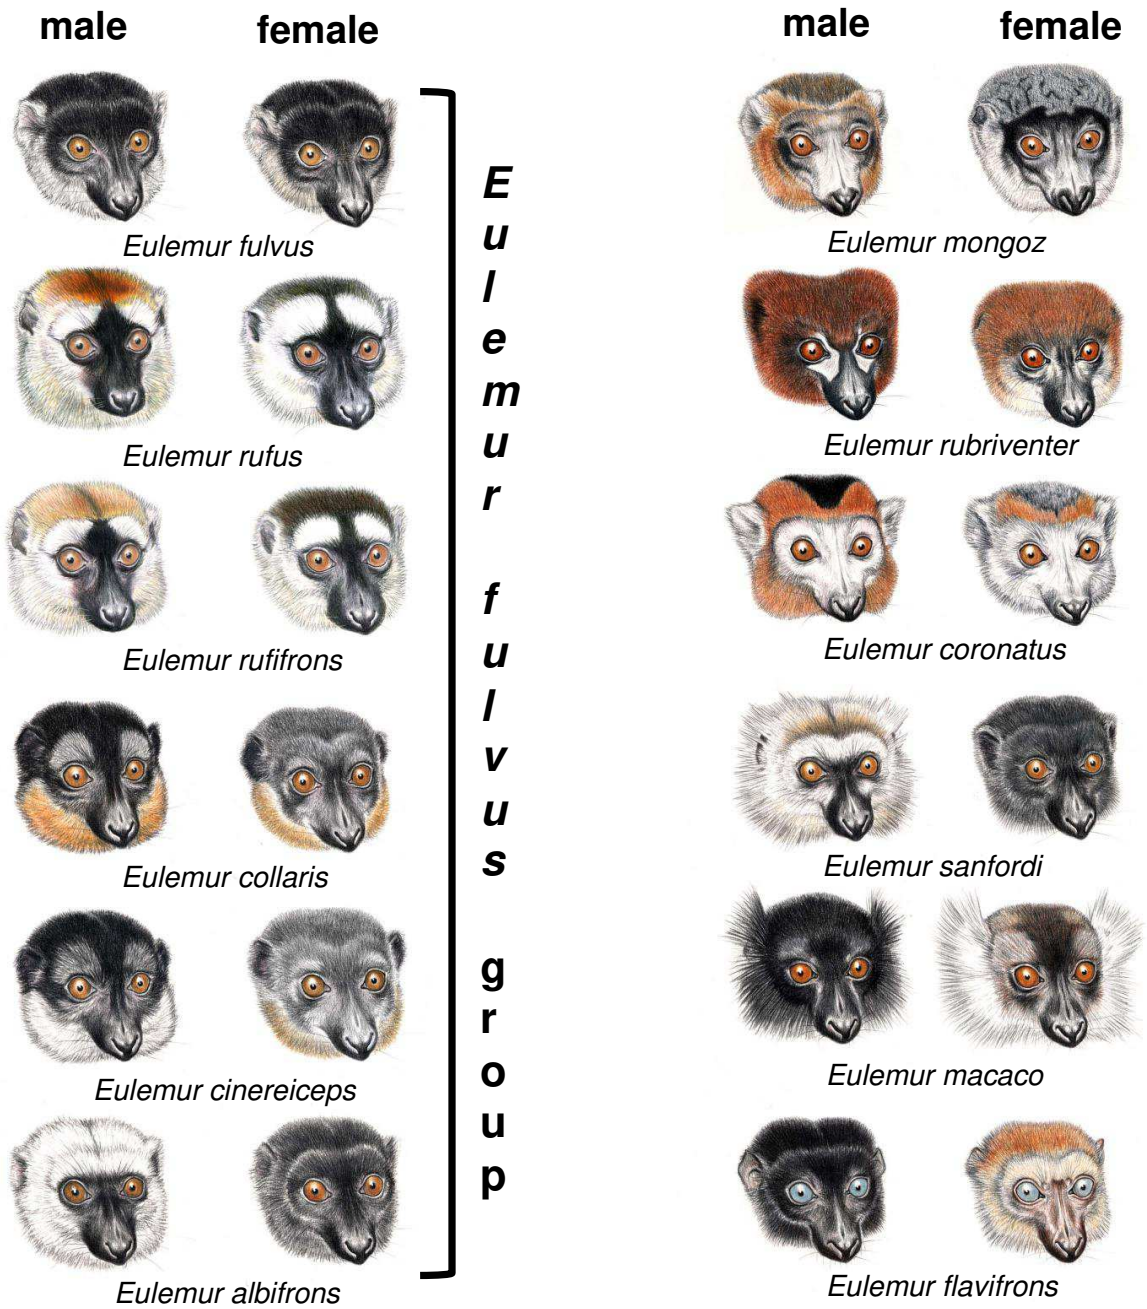 male female
Eulemur fulvus
Eulemur rufus
Eulemur rufifrons
Eulemur collaris
Eulemur cinereiceps
Eulemur albifrons
Eulemur fulvus group
male female
Eulemur mongoz
Eulemur rubriventer
Eulemur coronatus
Eulemur sanfordi
Eulemur macaco
Eulemur flavifrons